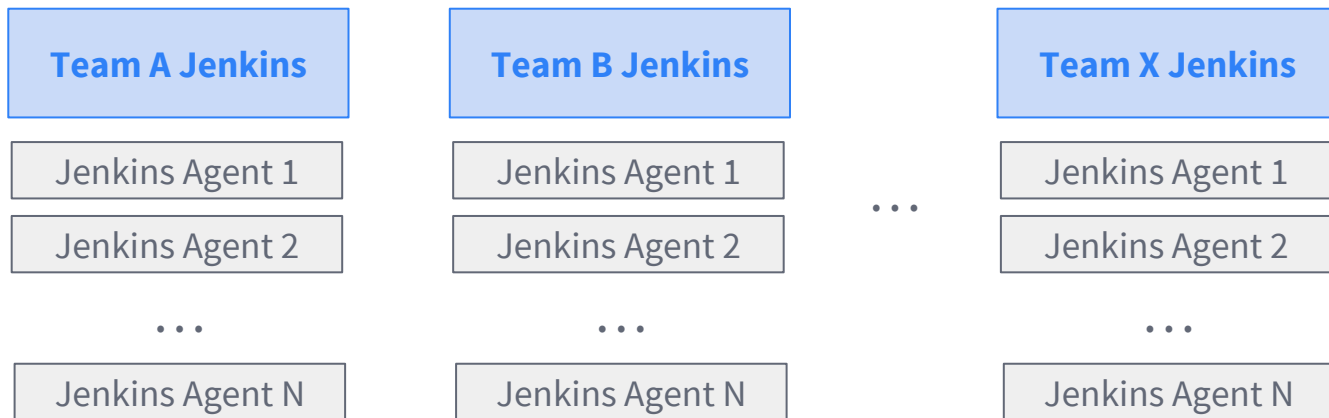 Team A Jenkins
Jenkins Agent 1
Jenkins Agent 2
...
Jenkins Agent N
Team B Jenkins
Jenkins Agent 1
Jenkins Agent 2
...
Jenkins Agent N
...
Team X Jenkins
Jenkins Agent 1
Jenkins Agent 2
...
Jenkins Agent N